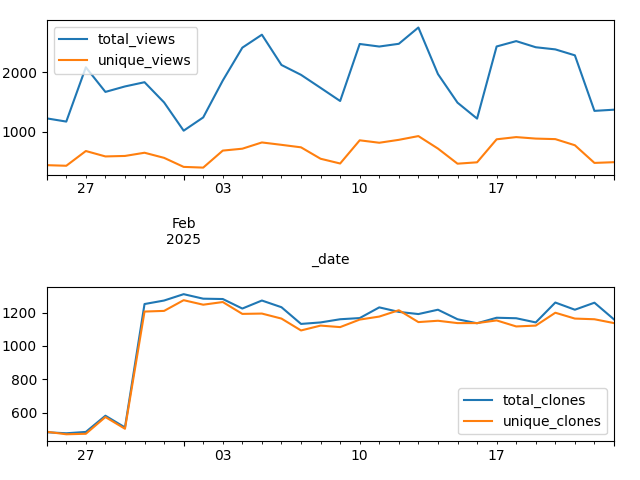 total_views
unique_views
2000
1000
27
03
10
17
Feb
2025
_date
1200
1000
800
600
total_clones
unique_clones
27
03
10
17